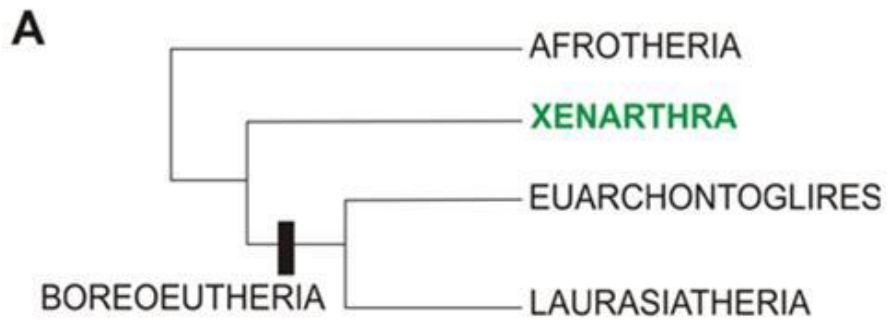 A
AFROTHERIA
XENARTHRA
EUARCHONTOGLIRES
BOREOEUTHERIA
LAURASIATHERIA